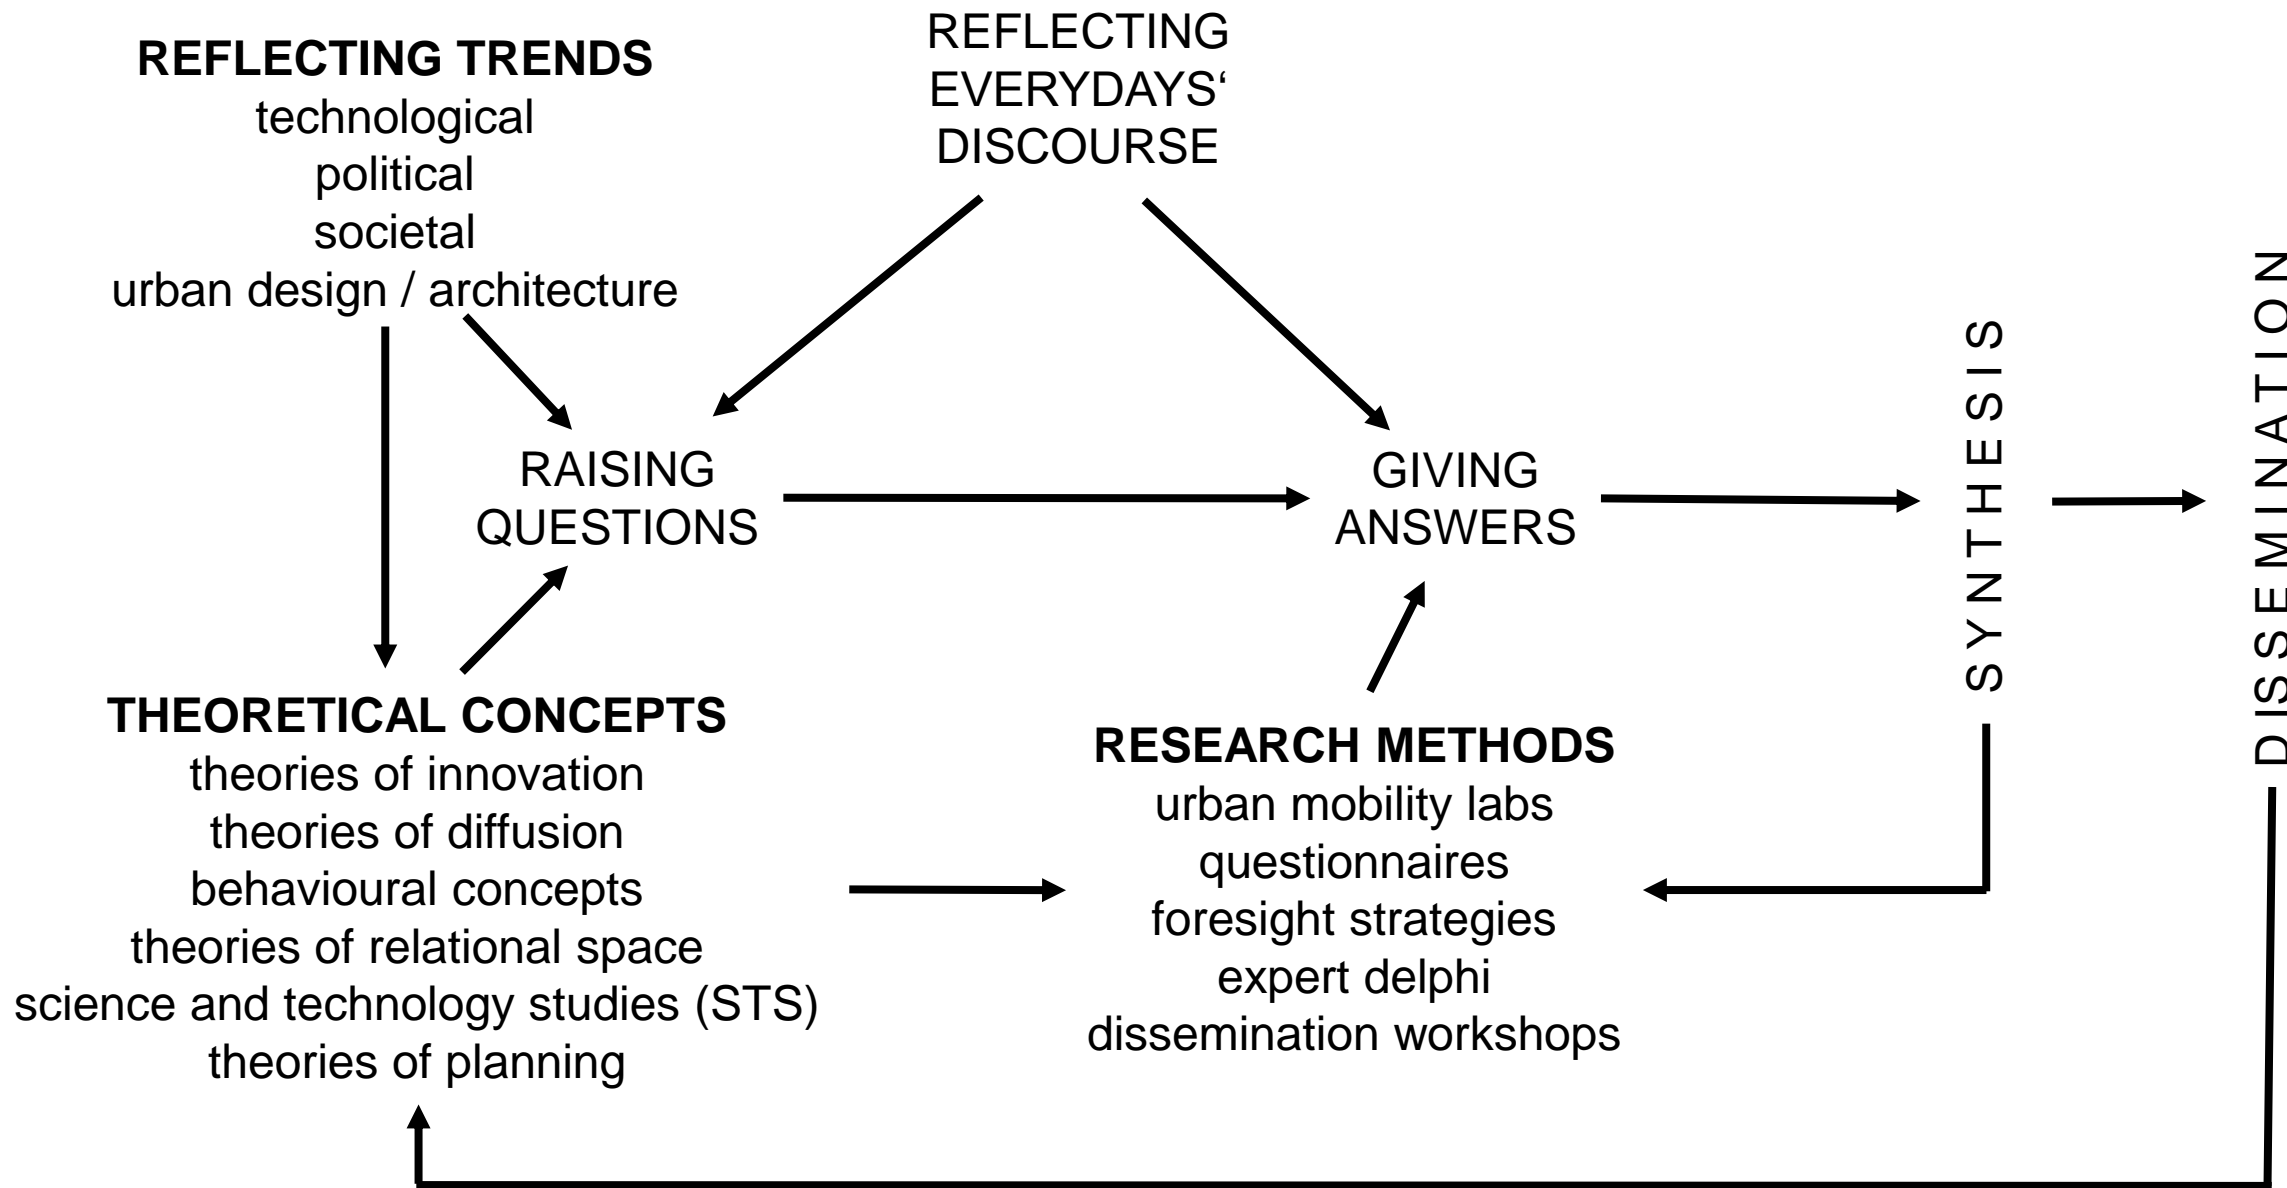 REFLECTING TRENDS
technological
political
societal
urban design / architecture
REFLECTING
EVERYDAYS‘
DISCOURSE
RAISING
QUESTIONS
GIVING
ANSWERS
SYNTHESIS
DISSEMINATION
THEORETICAL CONCEPTS
theories of innovation
theories of diffusion
behavioural concepts
theories of relational space
science and technology studies (STS)
theories of planning
RESEARCH METHODS
urban mobility labs
questionnaires
foresight strategies
expert delphi
dissemination workshops